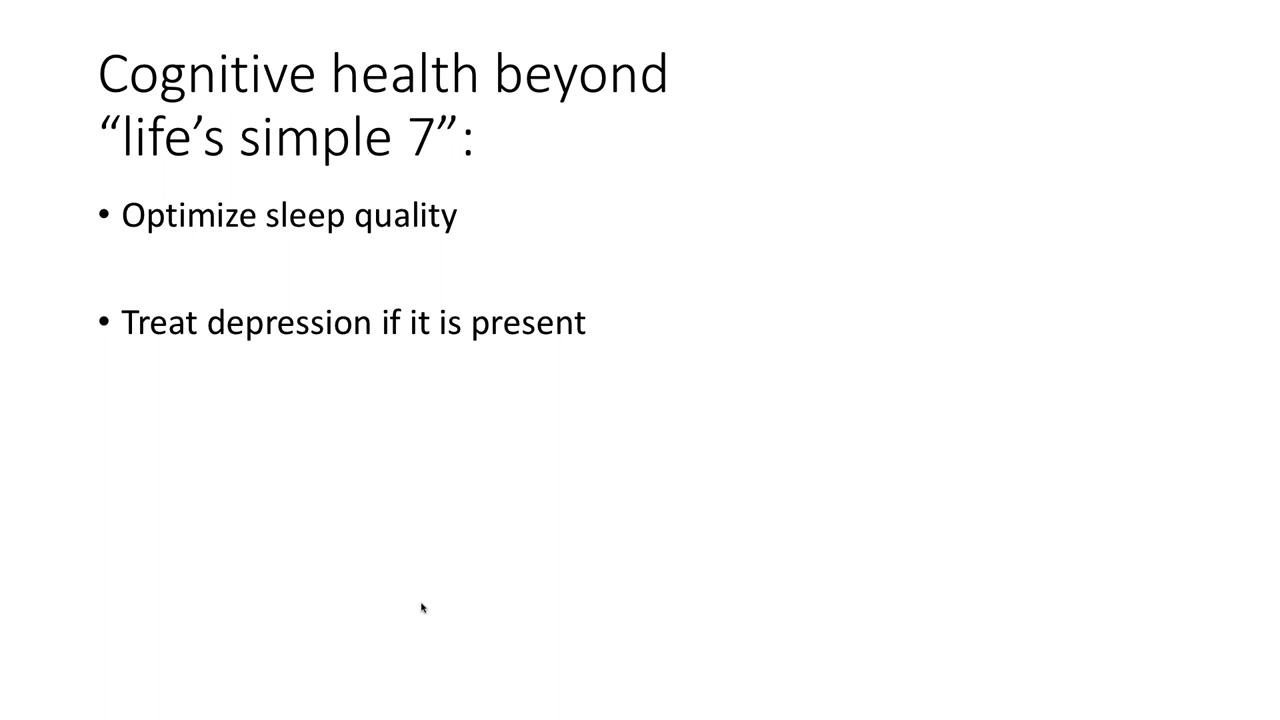 Cognitive health beyond
“life’s simple 7”:
• Optimize sleep quality
• Treat depression if it is present